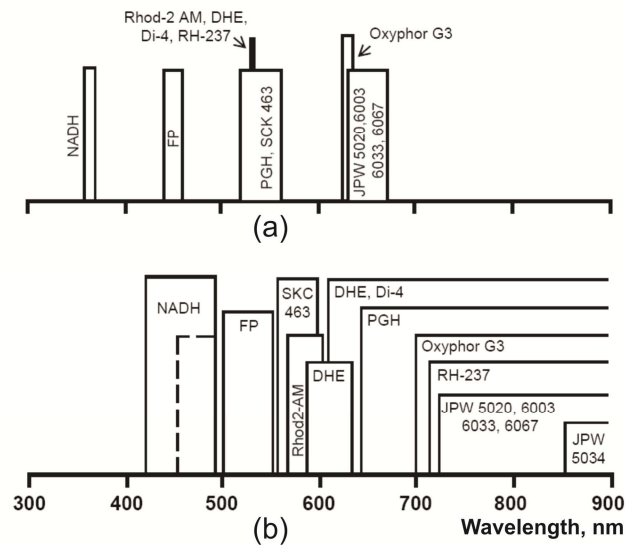 Rhod-2 AM, DHE,
Di-4, RH-237
Oxyphor G3
NADH
FP
PGH, SCK 463
JPW 5020,6003
6033, 6067
(a)
NADH
FP
SKC
463
Rhod2-AM
DHE
DHE, Di-4
PGH
Oxyphor G3
RH-237
JPW 5020, 6003
6033, 6067
JPW
5034
300 400 500 600 700 800 900
(b)
Wavelength, nm